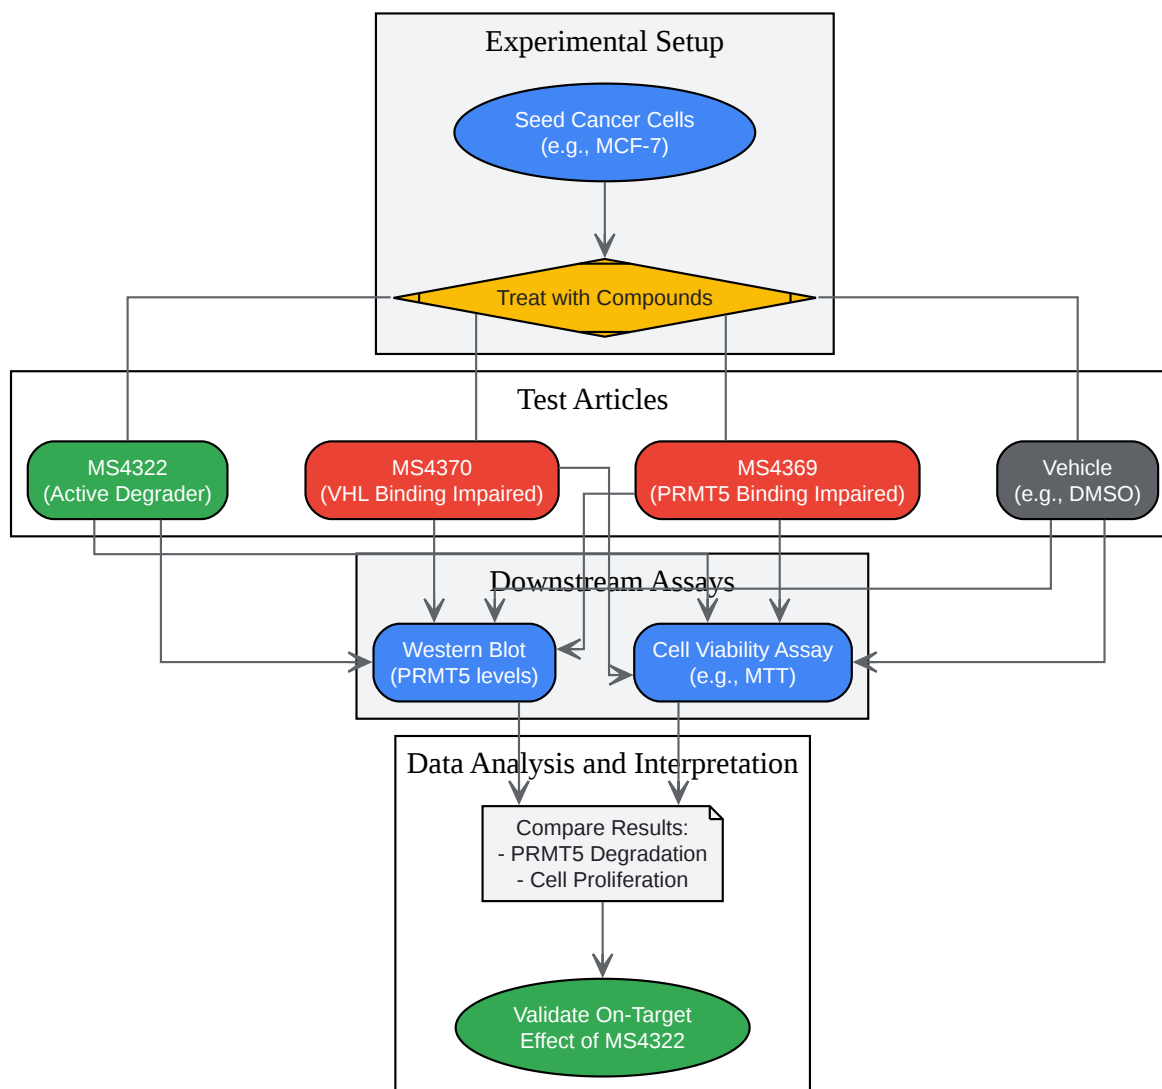 Experimental Setup
Seed Cancer Cells
(e.g., MCF-7)
Treat with Compounds
Test Articles
MS4322
(Active Degrader)
MS4370
(VHL Binding Impaired)
MS4369
(PRMT5 Binding Impaired)
Vehicle
(e.g., DMSO)
Downstream Assays
Western Blot
(PRMT5 levels)
Cell Viability Assay
(e.g., MTT)
Data Analysis and Interpretation
Compare Results:
- PRMT5 Degradation
- Cell Proliferation
Validate On-Target
Effect of MS4322